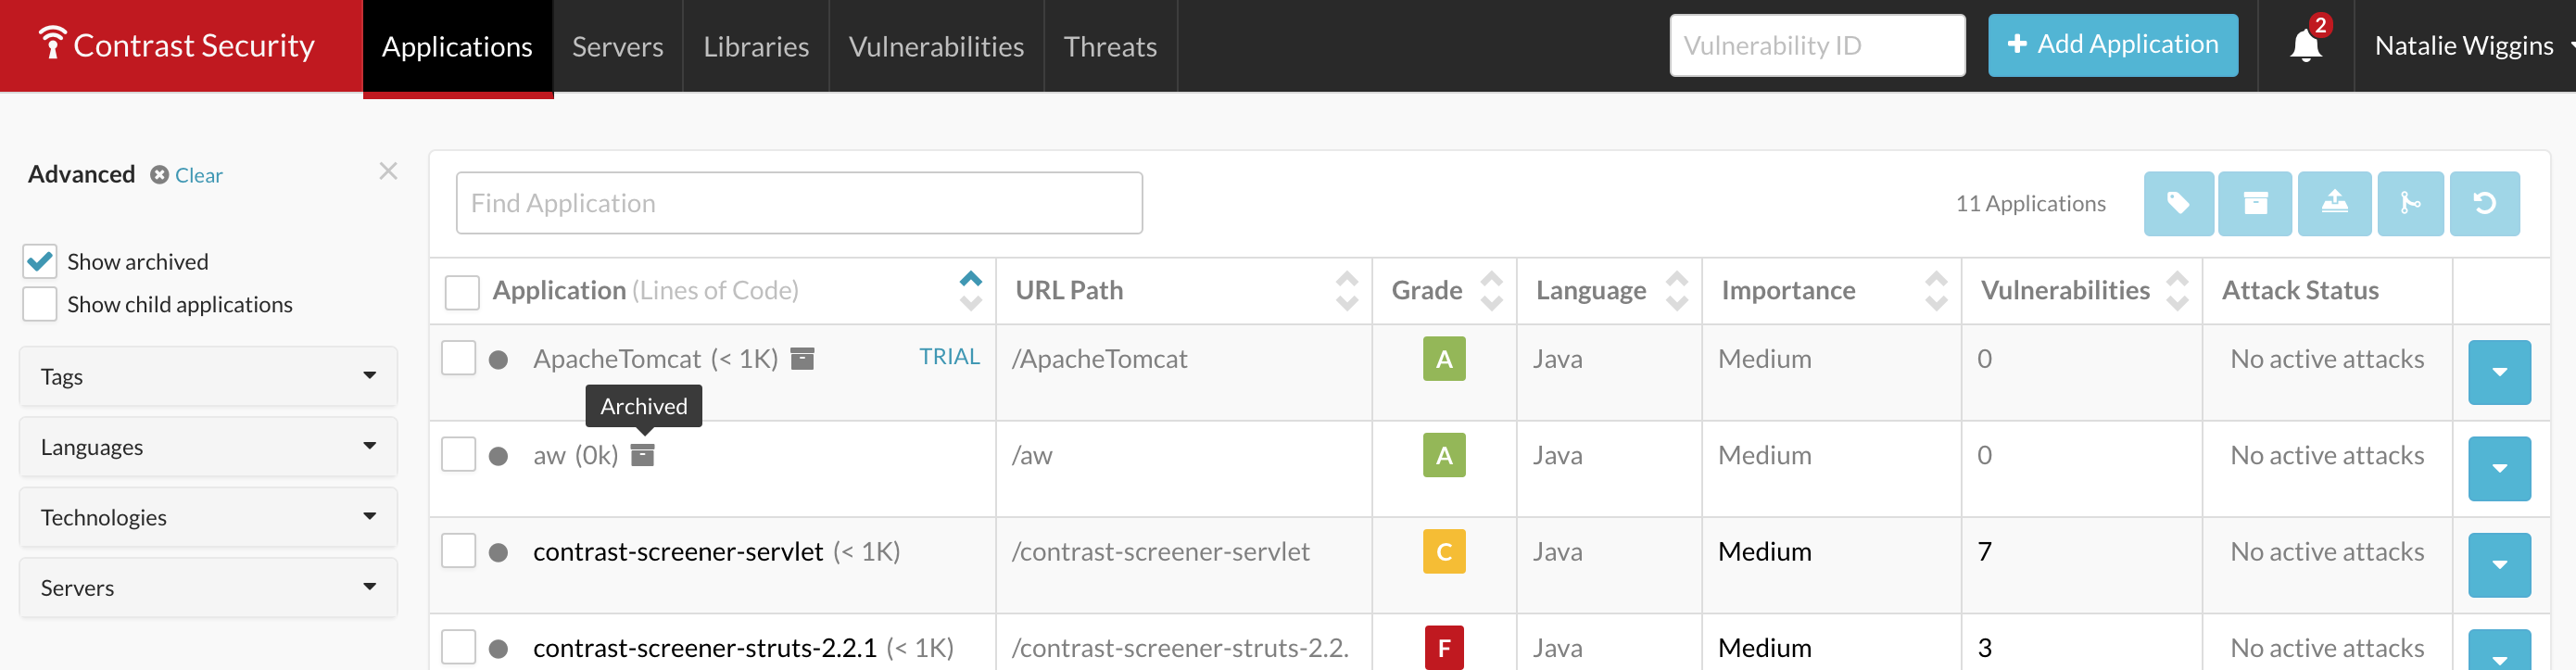 Contrast Security
Applications
Servers
Libraries
Vulnerabilities
Threats
Vulnerability ID
Add Application
2
Natalie Wiggins
Advanced
Clear
Show archived
Show child applications
Tags
Languages
Technologies
Servers
Find Application
11 Applications
Application (Lines of Code)
URL Path
Grade
Language
Importance
Vulnerabilities
Attack Status
ApacheTomcat (< 1K)
TRIAL
/ApacheTomcat
A
Java
Medium
0
No active attacks
Archived
aw (0k)
/aw
A
Java
Medium
0
No active attacks
contrast-screener-servlet (< 1K)
/contrast-screener-servlet
C
Java
Medium
7
No active attacks
contrast-screener-struts-2.2.1 (< 1K)
/contrast-screener-struts-2.2.
F
Java
Medium
3
No active attacks